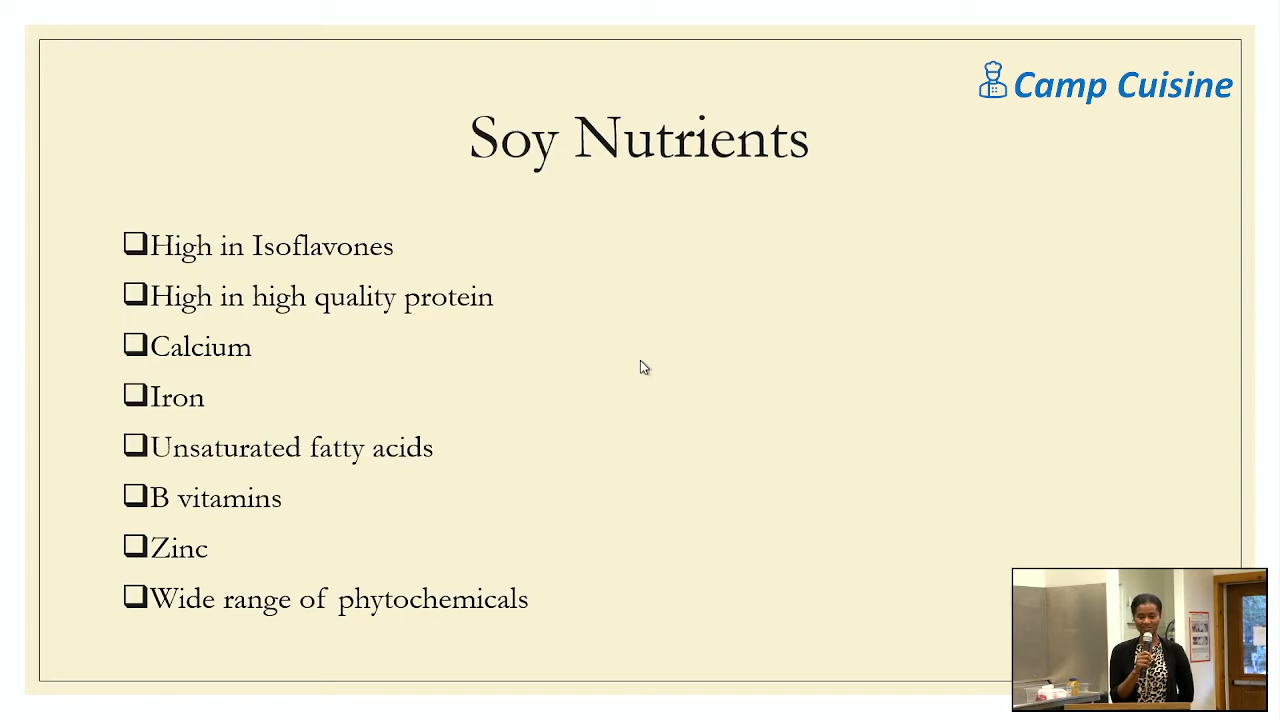 Camp Cuisine
Soy Nutrients
High in Isoflavones
High in high quality protein
Calcium
Iron
Unsaturated fatty acids
B vitamins
Zinc
Wide range of phytochemicals